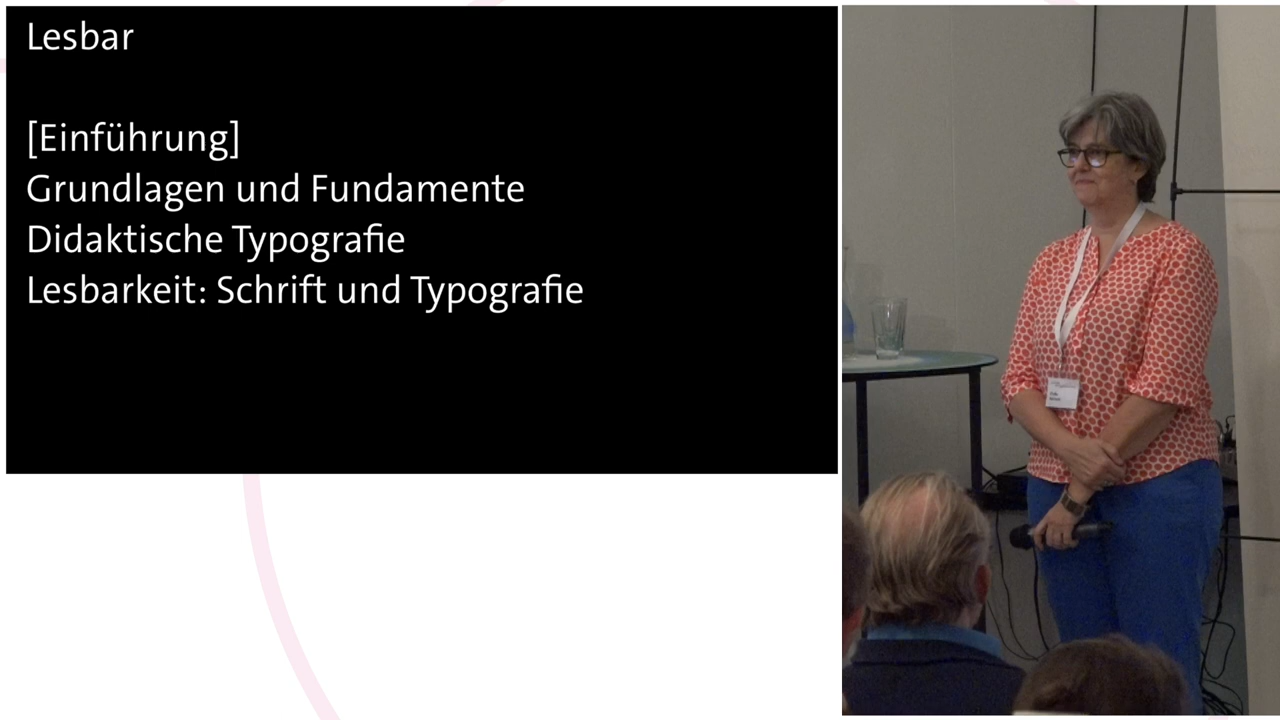 Lesbar
[Einführung]
Grundlagen und Fundamente
Didaktische Typografie
Lesbarkeit: Schrift und Typografie